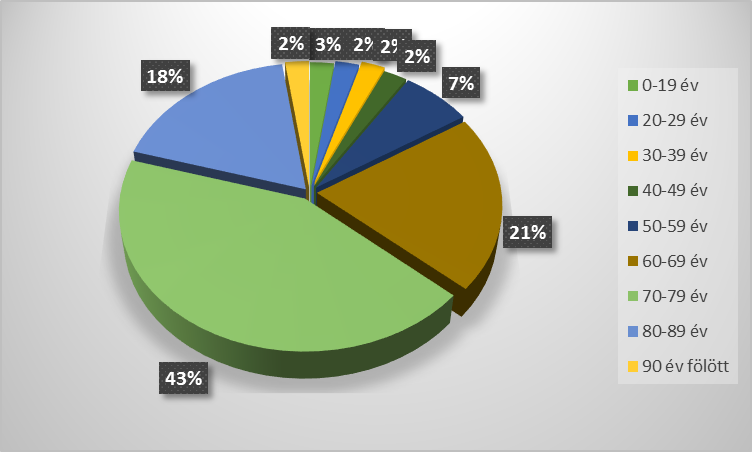 2%
3%
2%
2%
2%
18%
7%
21%
43%
0-19 év
20-29 év
30-39 év
40-49 év
50-59 év
60-69 év
70-79 év
80-89 év
90 év fölött